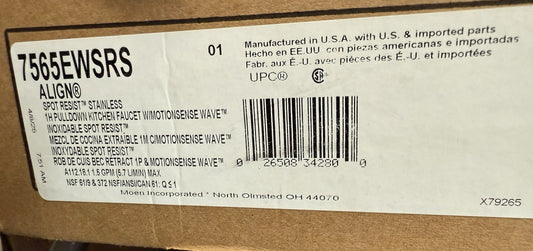 7565EWSRS
01
Manufactured in U.S.A. with U.S. & imported parts
Hecho en EE.UU. con piezas americanas e importadas
Fabr. aux É.-U. avec pièces des É.-U. et importées
UPC®
ALIGN®
SPOT RESIST™ STAINLESS
1H PULLDOWN KITCHEN FAUCET W/MOTIONSENSE WAVE™
INOXIDABLE SPOT RESIST™
MEZCL DE COCINA EXTRAIBLE 1M C/MOTIONSENSE WAVE™
INOXYDABLE SPOT RESIST™
ROB DE CUIS BEC RETRACT 1P & MOTIONSENSE WAVE™
7:51 AM
0 26508 34280 0
A112.18.1 1.5 GPM (5.7 L/MIN) MAX
NSF 61/9 & 372 NSF/ANSI/CAN 61: Q ≤ 1
Moen Incorporated * North Olmsted OH 44070
X79265